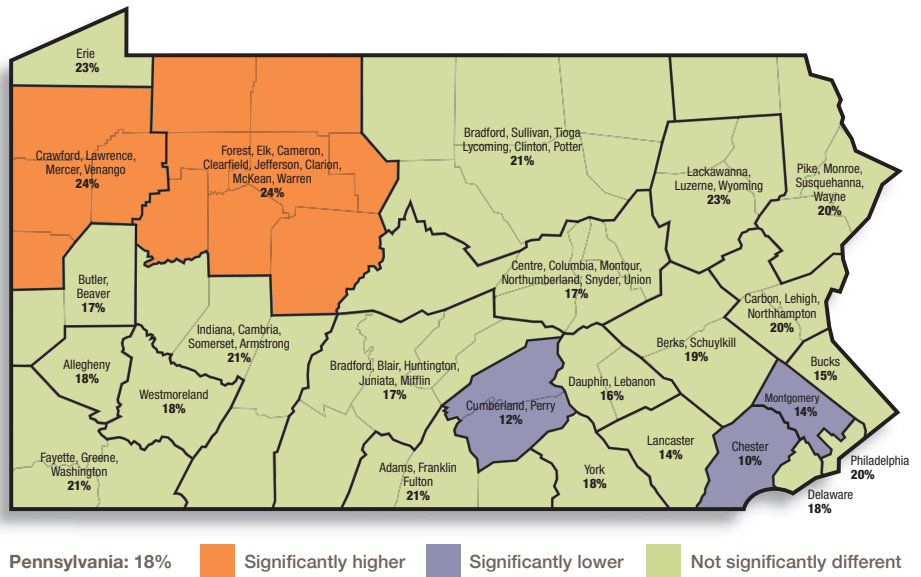 Erie
23%
Crawford, Lawrence,
Mercer, Venango
24%
Forest, Elk, Cameron,
Clearfield, Jefferson, Clarion,
McKean, Warren
24%
Bradford, Sullivan, Tioga
Lycoming, Clinton, Potter
21%
Lackawanna,
Luzerne, Wyoming
23%
Pike, Monroe,
Susquehanna,
Wayne
20%
Butler,
Beaver
17%
Centre, Columbia, Montour,
Northumberland, Snyder, Union
17%
Carbon, Lehigh,
Northhampton
20%
Indiana, Cambria,
Somerset, Armstrong
21%
Berks, Schuylkill
19%
Allegheny
18%
Bradford, Blair, Huntington,
Juniata, Mifflin
17%
Bucks
15%
Westmoreland
18%
Dauphin, Lebanon
16%
Cumberland, Perry
12%
Montgomery
14%
Lancaster
14%
Chester
10%
Fayette, Greene,
Washington
21%
Adams, Franklin
Fulton
21%
York
18%
Philadelphia
20%
Delaware
18%
Pennsylvania: 18%
Significantly higher
Significantly lower
Not significantly different